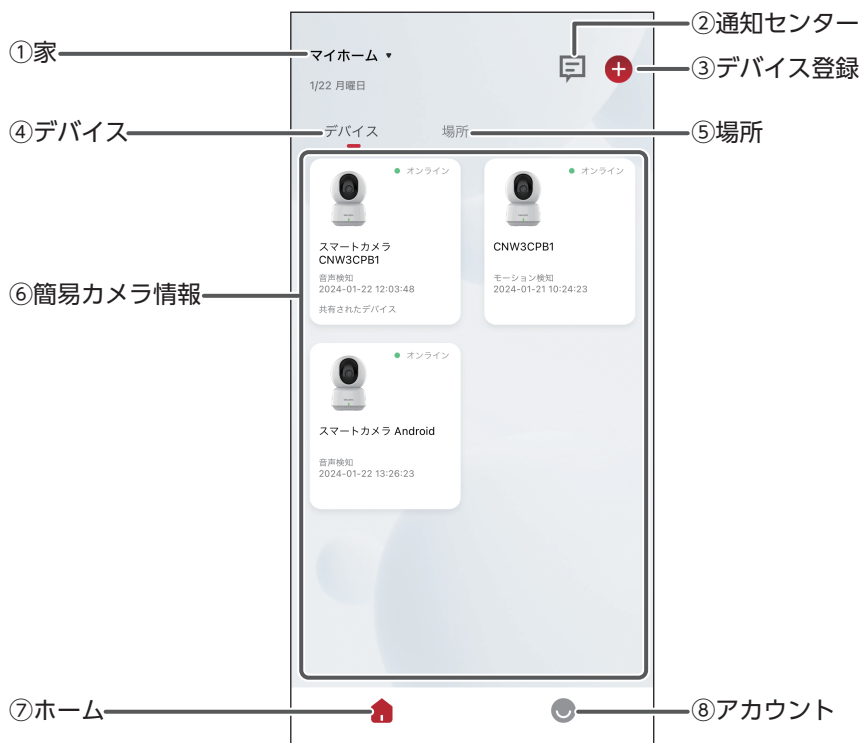 ①家
②通知センター
マイホーム ▼
③デバイス登録
1/22 月曜日
④デバイス
デバイス
場所
⑤場所
オンライン
オンライン
スマートカメラ
CNW3CPB1
音声検知
2024-01-22 12:03:48
共有されたデバイス
CNW3CPB1
モーション検知
2024-01-21 10:24:23
⑥簡易カメラ情報
オンライン
スマートカメラ Android
音声検知
2024-01-22 13:26:23
⑦ホーム
⑧アカウント